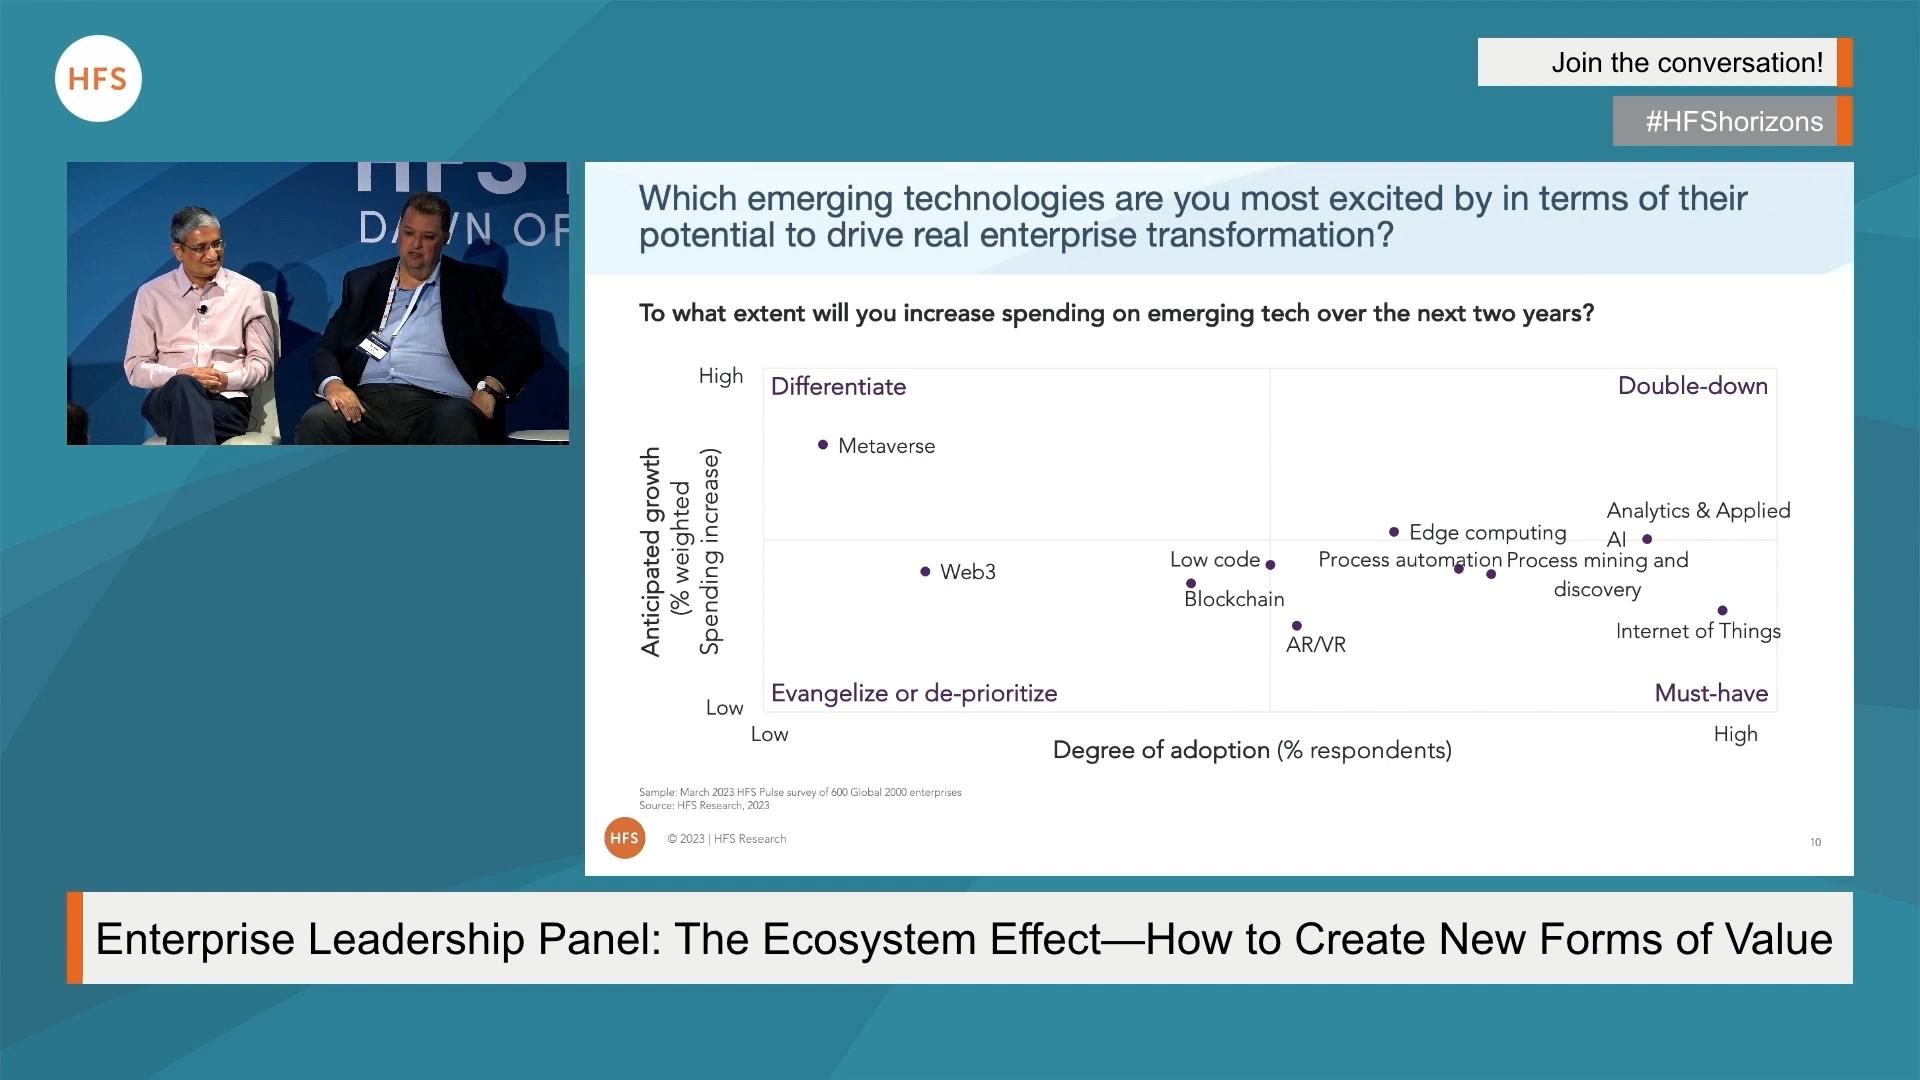 HFS
Join the conversation!
#HFShorizons
HFS
DAWN OF
Which emerging technologies are you most excited by in terms of their
potential to drive real enterprise transformation?
To what extent will you increase spending on emerging tech over the next two years?
High
Differentiate
Double-down
Metaverse
Anticipated growth
(% weighted
Spending increase)
Analytics & Applied
AI
Edge computing
Low code
Process automation
Process mining and
discovery
Web3
Blockchain
AR/VR
Internet of Things
Evangelize or de-prioritize
Must-have
Low
Low
High
Degree of adoption (% respondents)
Sample: March 2023 HFS Pulse survey of 600 Global 2000 enterprises
Source: HFS Research, 2023
HFS
© 2023 | HFS Research
10
Enterprise Leadership Panel: The Ecosystem Effect—How to Create New Forms of Value